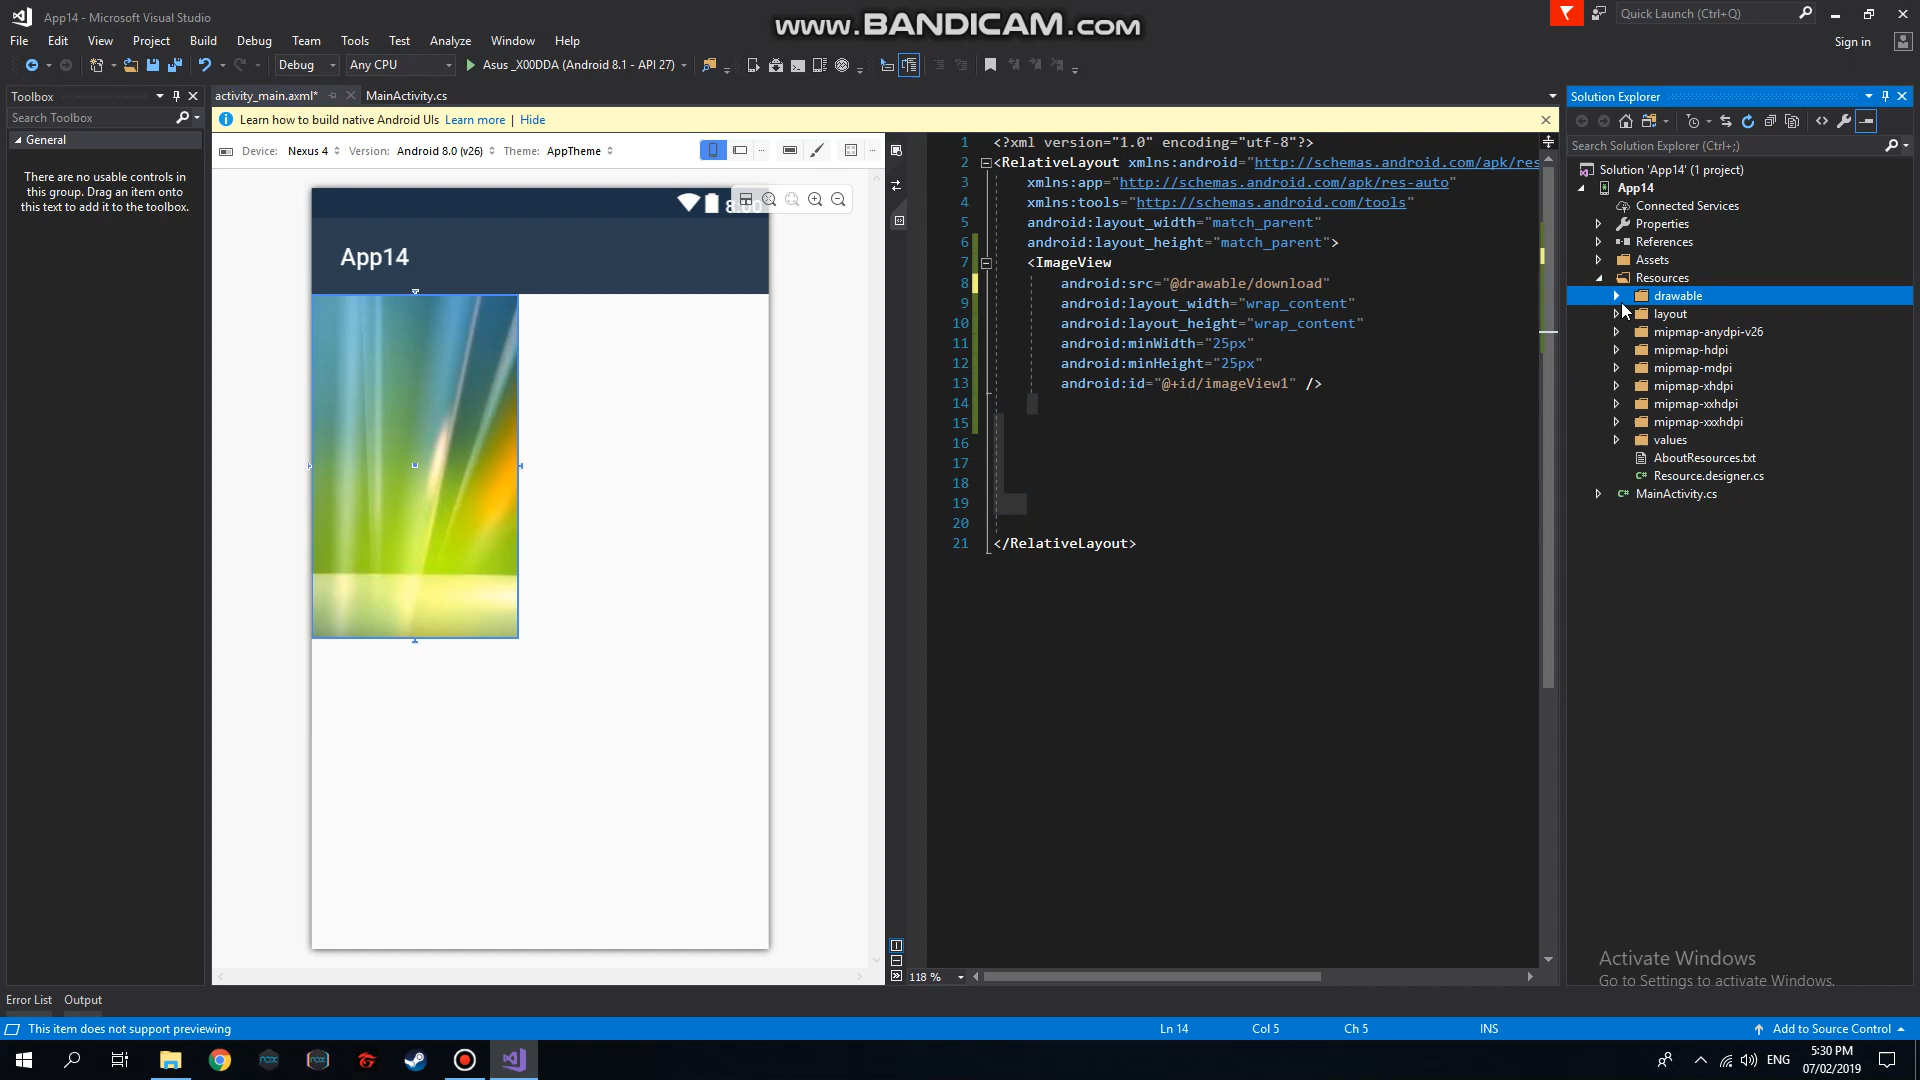 App14 - Microsoft Visual Studio
www.BANDICAM.com
Quick Launch (Ctrl+Q)
File Edit View Project Build Debug Team Tools Test Analyze Window Help
Sign in
Debug Any CPU Asus _X00DDA (Android 8.1 - API 27)
Toolbox
activity_main.axml* MainActivity.cs
Solution Explorer
Search Toolbox
Learn how to build native Android UIs Learn more | Hide
General
There are no usable controls in
this group. Drag an item onto
this text to add it to the toolbox.
Device: Nexus 4 Version: Android 8.0 (v26) Theme: AppTheme
App14
1 <?xml version="1.0" encoding="utf-8"?>
2 <RelativeLayout xmlns:android="http://schemas.android.com/apk/res
3 xmlns:app="http://schemas.android.com/apk/res-auto"
4 xmlns:tools="http://schemas.android.com/tools"
5 android:layout_width="match_parent"
6 android:layout_height="match_parent">
7 <ImageView
8 android:src="@drawable/download"
9 android:layout_width="wrap_content"
10 android:layout_height="wrap_content"
11 android:minWidth="25px"
12 android:minHeight="25px"
13 android:id="@+id/imageView1" />
14
15
16
17
18
19
20
21 </RelativeLayout>
118 %
Search Solution Explorer (Ctrl+;)
Solution 'App14' (1 project)
App14
Connected Services
Properties
References
Assets
Resources
drawable
layout
mipmap-anydpi-v26
mipmap-hdpi
mipmap-mdpi
mipmap-xhdpi
mipmap-xxhdpi
mipmap-xxxhdpi
values
AboutResources.txt
C# Resource.designer.cs
C# MainActivity.cs
Activate Windows
Go to Settings to activate Windows.
Error List Output
This item does not support previewing
Ln 14 Col 5 Ch 5 INS
Add to Source Control
ENG
5:30 PM
07/02/2019